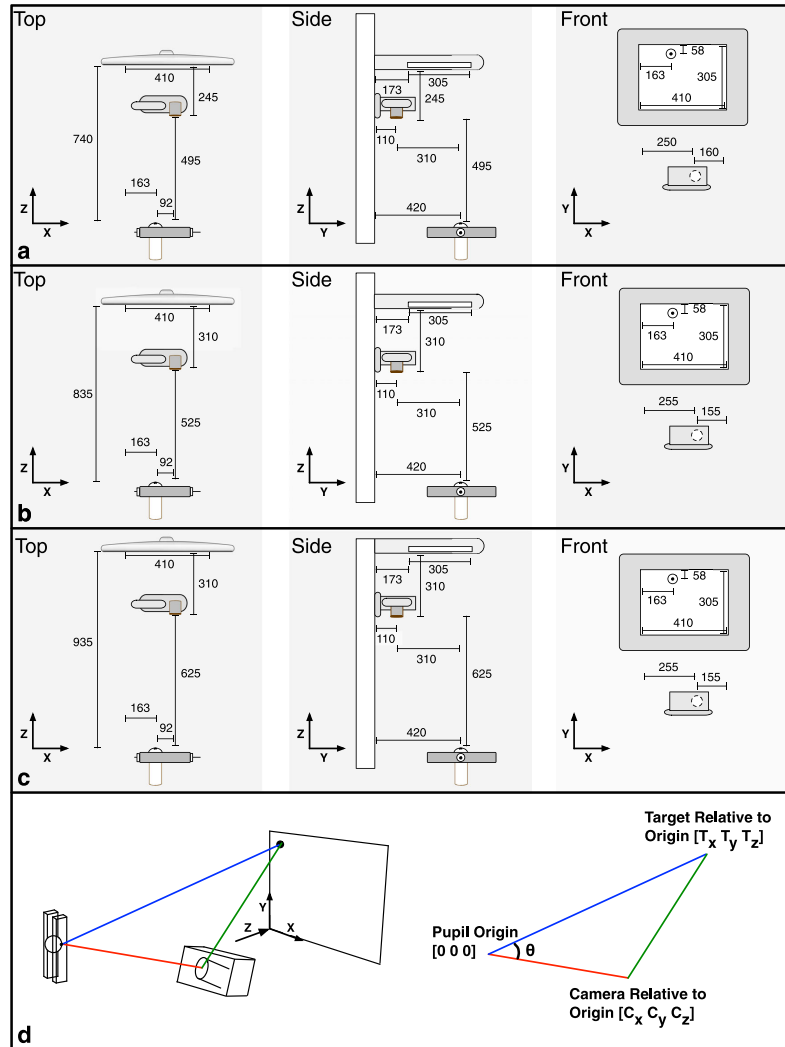 Top
Side
Front
410
245
740
495
163
92
Z
X
a
173
305
245
110
310
495
420
Z
Y
58
163
305
410
250
160
Y
X
Top
Side
Front
410
310
835
525
163
92
Z
X
b
173
305
310
110
310
525
420
Z
Y
58
163
305
410
255
155
Y
X
Top
Side
Front
410
310
935
625
163
92
Z
X
c
173
305
310
110
310
625
420
Z
Y
58
163
305
410
255
155
Y
X
Y
X
Z
d
Target Relative to
Origin [Tx Ty Tz]
Pupil Origin
[0 0 0]
θ
Camera Relative to
Origin [Cx Cy Cz]